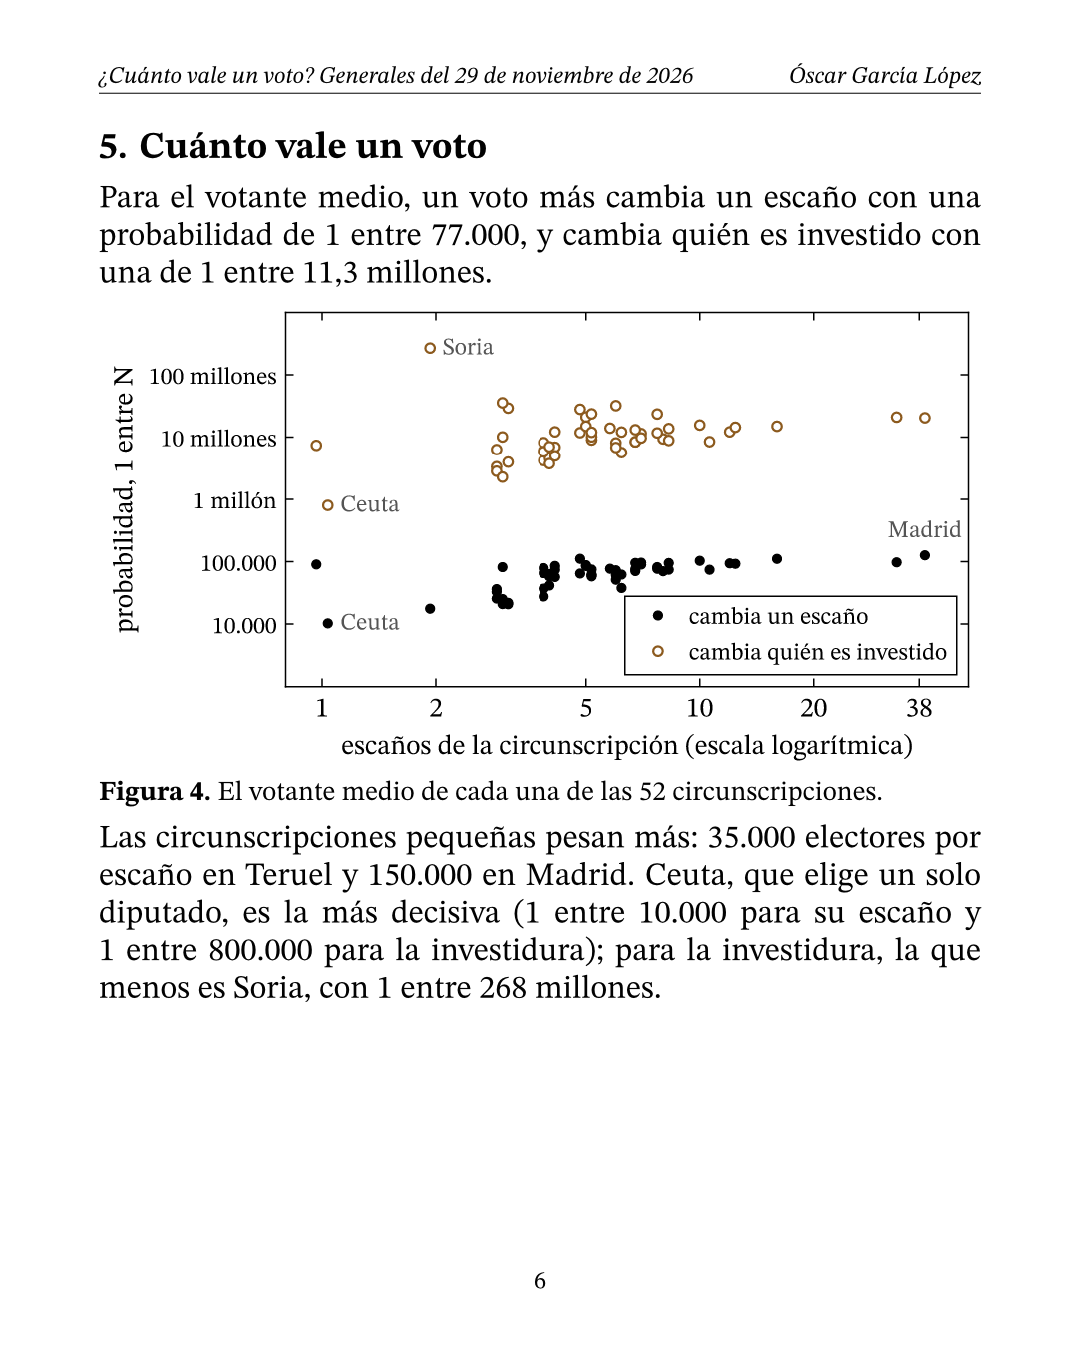 ¿Cuánto vale un voto? Generales del 29 de noviembre de 2026 Óscar García López
5. Cuánto vale un voto
Para el votante medio, un voto más cambia un escaño con una
probabilidad de 1 entre 77.000, y cambia quién es investido con
una de 1 entre 11,3 millones.
probabilidad, 1 entre N
Soria
100 millones
10 millones
1 millón
Ceuta
Madrid
100.000
10.000
Ceuta
cambia un escaño
cambia quién es investido
1 2 5 10 20 38
escaños de la circunscripción (escala logarítmica)
Figura 4. El votante medio de cada una de las 52 circunscripciones.
Las circunscripciones pequeñas pesan más: 35.000 electores por
escaño en Teruel y 150.000 en Madrid. Ceuta, que elige un solo
diputado, es la más decisiva (1 entre 10.000 para su escaño y
1 entre 800.000 para la investidura); para la investidura, la que
menos es Soria, con 1 entre 268 millones.
6